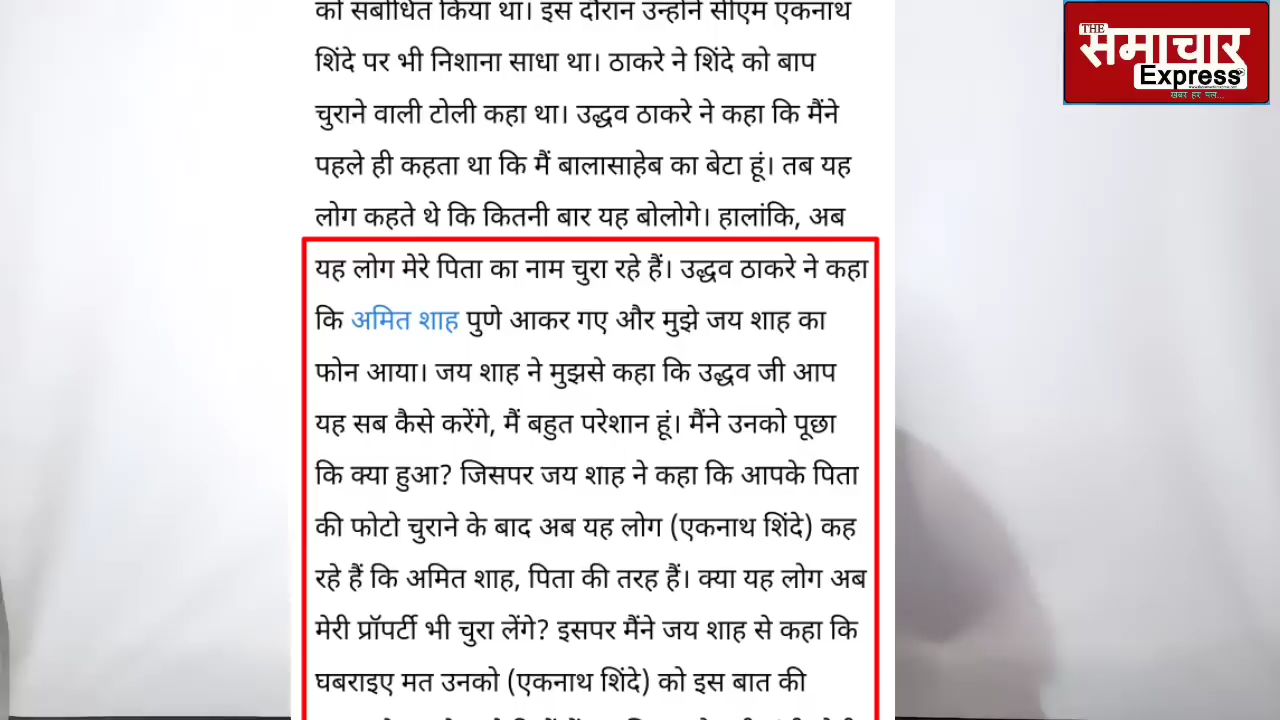 को संबोधित किया था। इस दौरान उन्होंने सीएम एकनाथ
शिंदे पर भी निशाना साधा था। ठाकरे ने शिंदे को बाप
चुराने वाली टोली कहा था। उद्धव ठाकरे ने कहा कि मैंने
पहले ही कहता था कि मैं बालासाहेब का बेटा हूं। तब यह
लोग कहते थे कि कितनी बार यह बोलोगे। हालांकि, अब
यह लोग मेरे पिता का नाम चुरा रहे हैं। उद्धव ठाकरे ने कहा
कि अमित शाह पुणे आकर गए और मुझे जय शाह का
फोन आया। जय शाह ने मुझसे कहा कि उद्धव जी आप
यह सब कैसे करेंगे, मैं बहुत परेशान हूं। मैंने उनको पूछा
कि क्या हुआ? जिसपर जय शाह ने कहा कि आपके पिता
की फोटो चुराने के बाद अब यह लोग (एकनाथ शिंदे) कह
रहे हैं कि अमित शाह, पिता की तरह हैं। क्या यह लोग अब
मेरी प्रॉपर्टी भी चुरा लेंगे? इसपर मैंने जय शाह से कहा कि
घबराइए मत उनको (एकनाथ शिंदे) को इस बात की
THE
समाचार
Express
खबर हर पल...